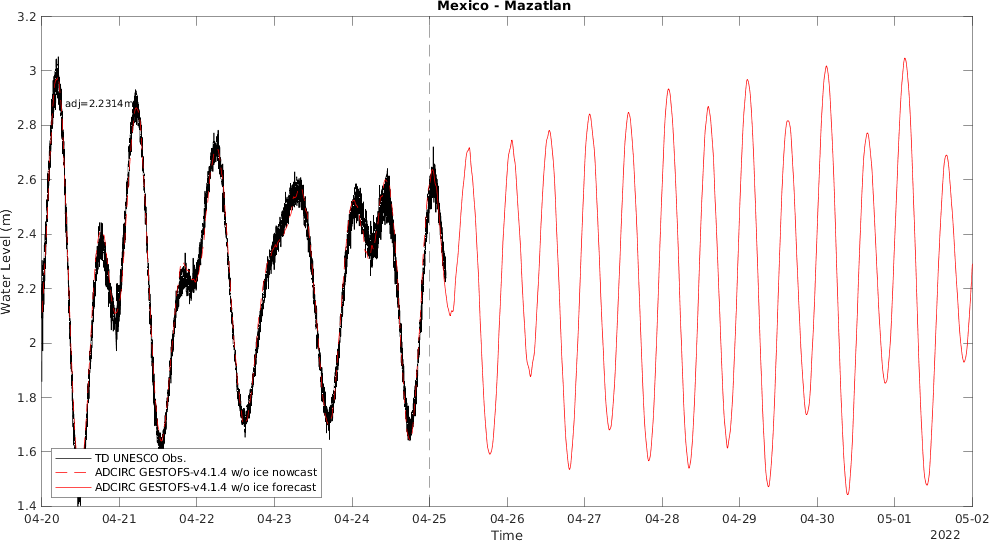 Mexico - Mazatlan
Water Level (m)
3.2
3
2.8
2.6
2.4
2.2
2
1.8
1.6
1.4
adj=2.2314m
TD UNESCO Obs.
ADCIRC GESTOFS-v4.1.4 w/o ice nowcast
ADCIRC GESTOFS-v4.1.4 w/o ice forecast
04-20 04-21 04-22 04-23 04-24 04-25 04-26 04-27 04-28 04-29 04-30 05-01 05-02
Time
2022